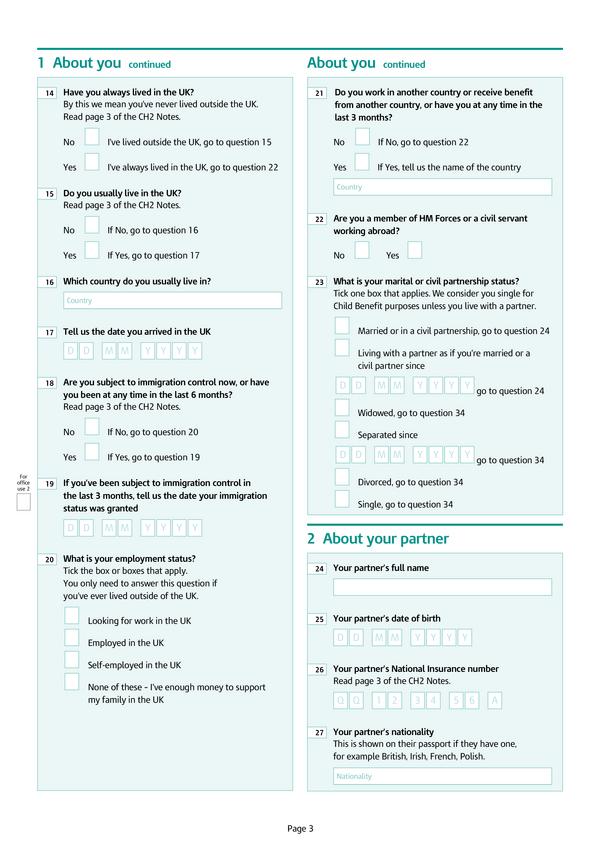 1 About you continued
14 Have you always lived in the UK?
By this we mean you've never lived outside the UK.
Read page 3 of the CH2 Notes.
No I've lived outside the UK, go to question 15
Yes I've always lived in the UK, go to question 22
15 Do you usually live in the UK?
Read page 3 of the CH2 Notes.
No If No, go to question 16
Yes If Yes, go to question 17
16 Which country do you usually live in?
Country
17 Tell us the date you arrived in the UK
D D M M Y Y Y Y
18 Are you subject to immigration control now, or have
you been at any time in the last 6 months?
Read page 3 of the CH2 Notes.
No If No, go to question 20
Yes If Yes, go to question 19
For
office
use 2
19 If you've been subject to immigration control in
the last 3 months, tell us the date your immigration
status was granted
D D M M Y Y Y Y
20 What is your employment status?
Tick the box or boxes that apply.
You only need to answer this question if
you've ever lived outside of the UK.
Looking for work in the UK
Employed in the UK
Self-employed in the UK
None of these – I've enough money to support
my family in the UK
About you continued
21 Do you work in another country or receive benefit
from another country, or have you at any time in the
last 3 months?
No If No, go to question 22
Yes If Yes, tell us the name of the country
Country
22 Are you a member of HM Forces or a civil servant
working abroad?
No Yes
23 What is your marital or civil partnership status?
Tick one box that applies. We consider you single for
Child Benefit purposes unless you live with a partner.
Married or in a civil partnership, go to question 24
Living with a partner as if you're married or a
civil partner since
D D M M Y Y Y Y go to question 24
Widowed, go to question 34
Separated since
D D M M Y Y Y Y go to question 34
Divorced, go to question 34
Single, go to question 34
2 About your partner
24 Your partner's full name
25 Your partner's date of birth
D D M M Y Y Y Y
26 Your partner's National Insurance number
Read page 3 of the CH2 Notes.
Q Q 1 2 3 4 5 6 A
27 Your partner's nationality
This is shown on their passport if they have one,
for example British, Irish, French, Polish.
Nationality
Page 3